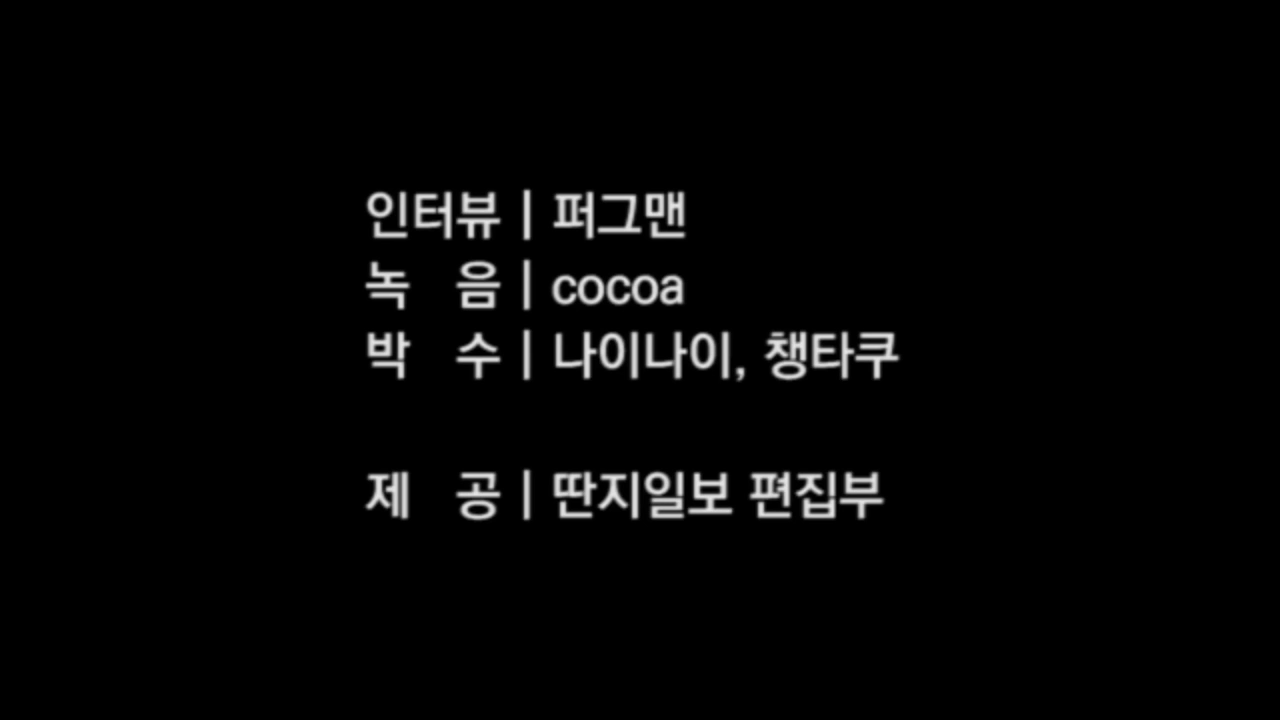 인터뷰 | 퍼그맨
녹 음 | cocoa
박 수 | 나이나이, 챙타쿠
제 공 | 딴지일보 편집부